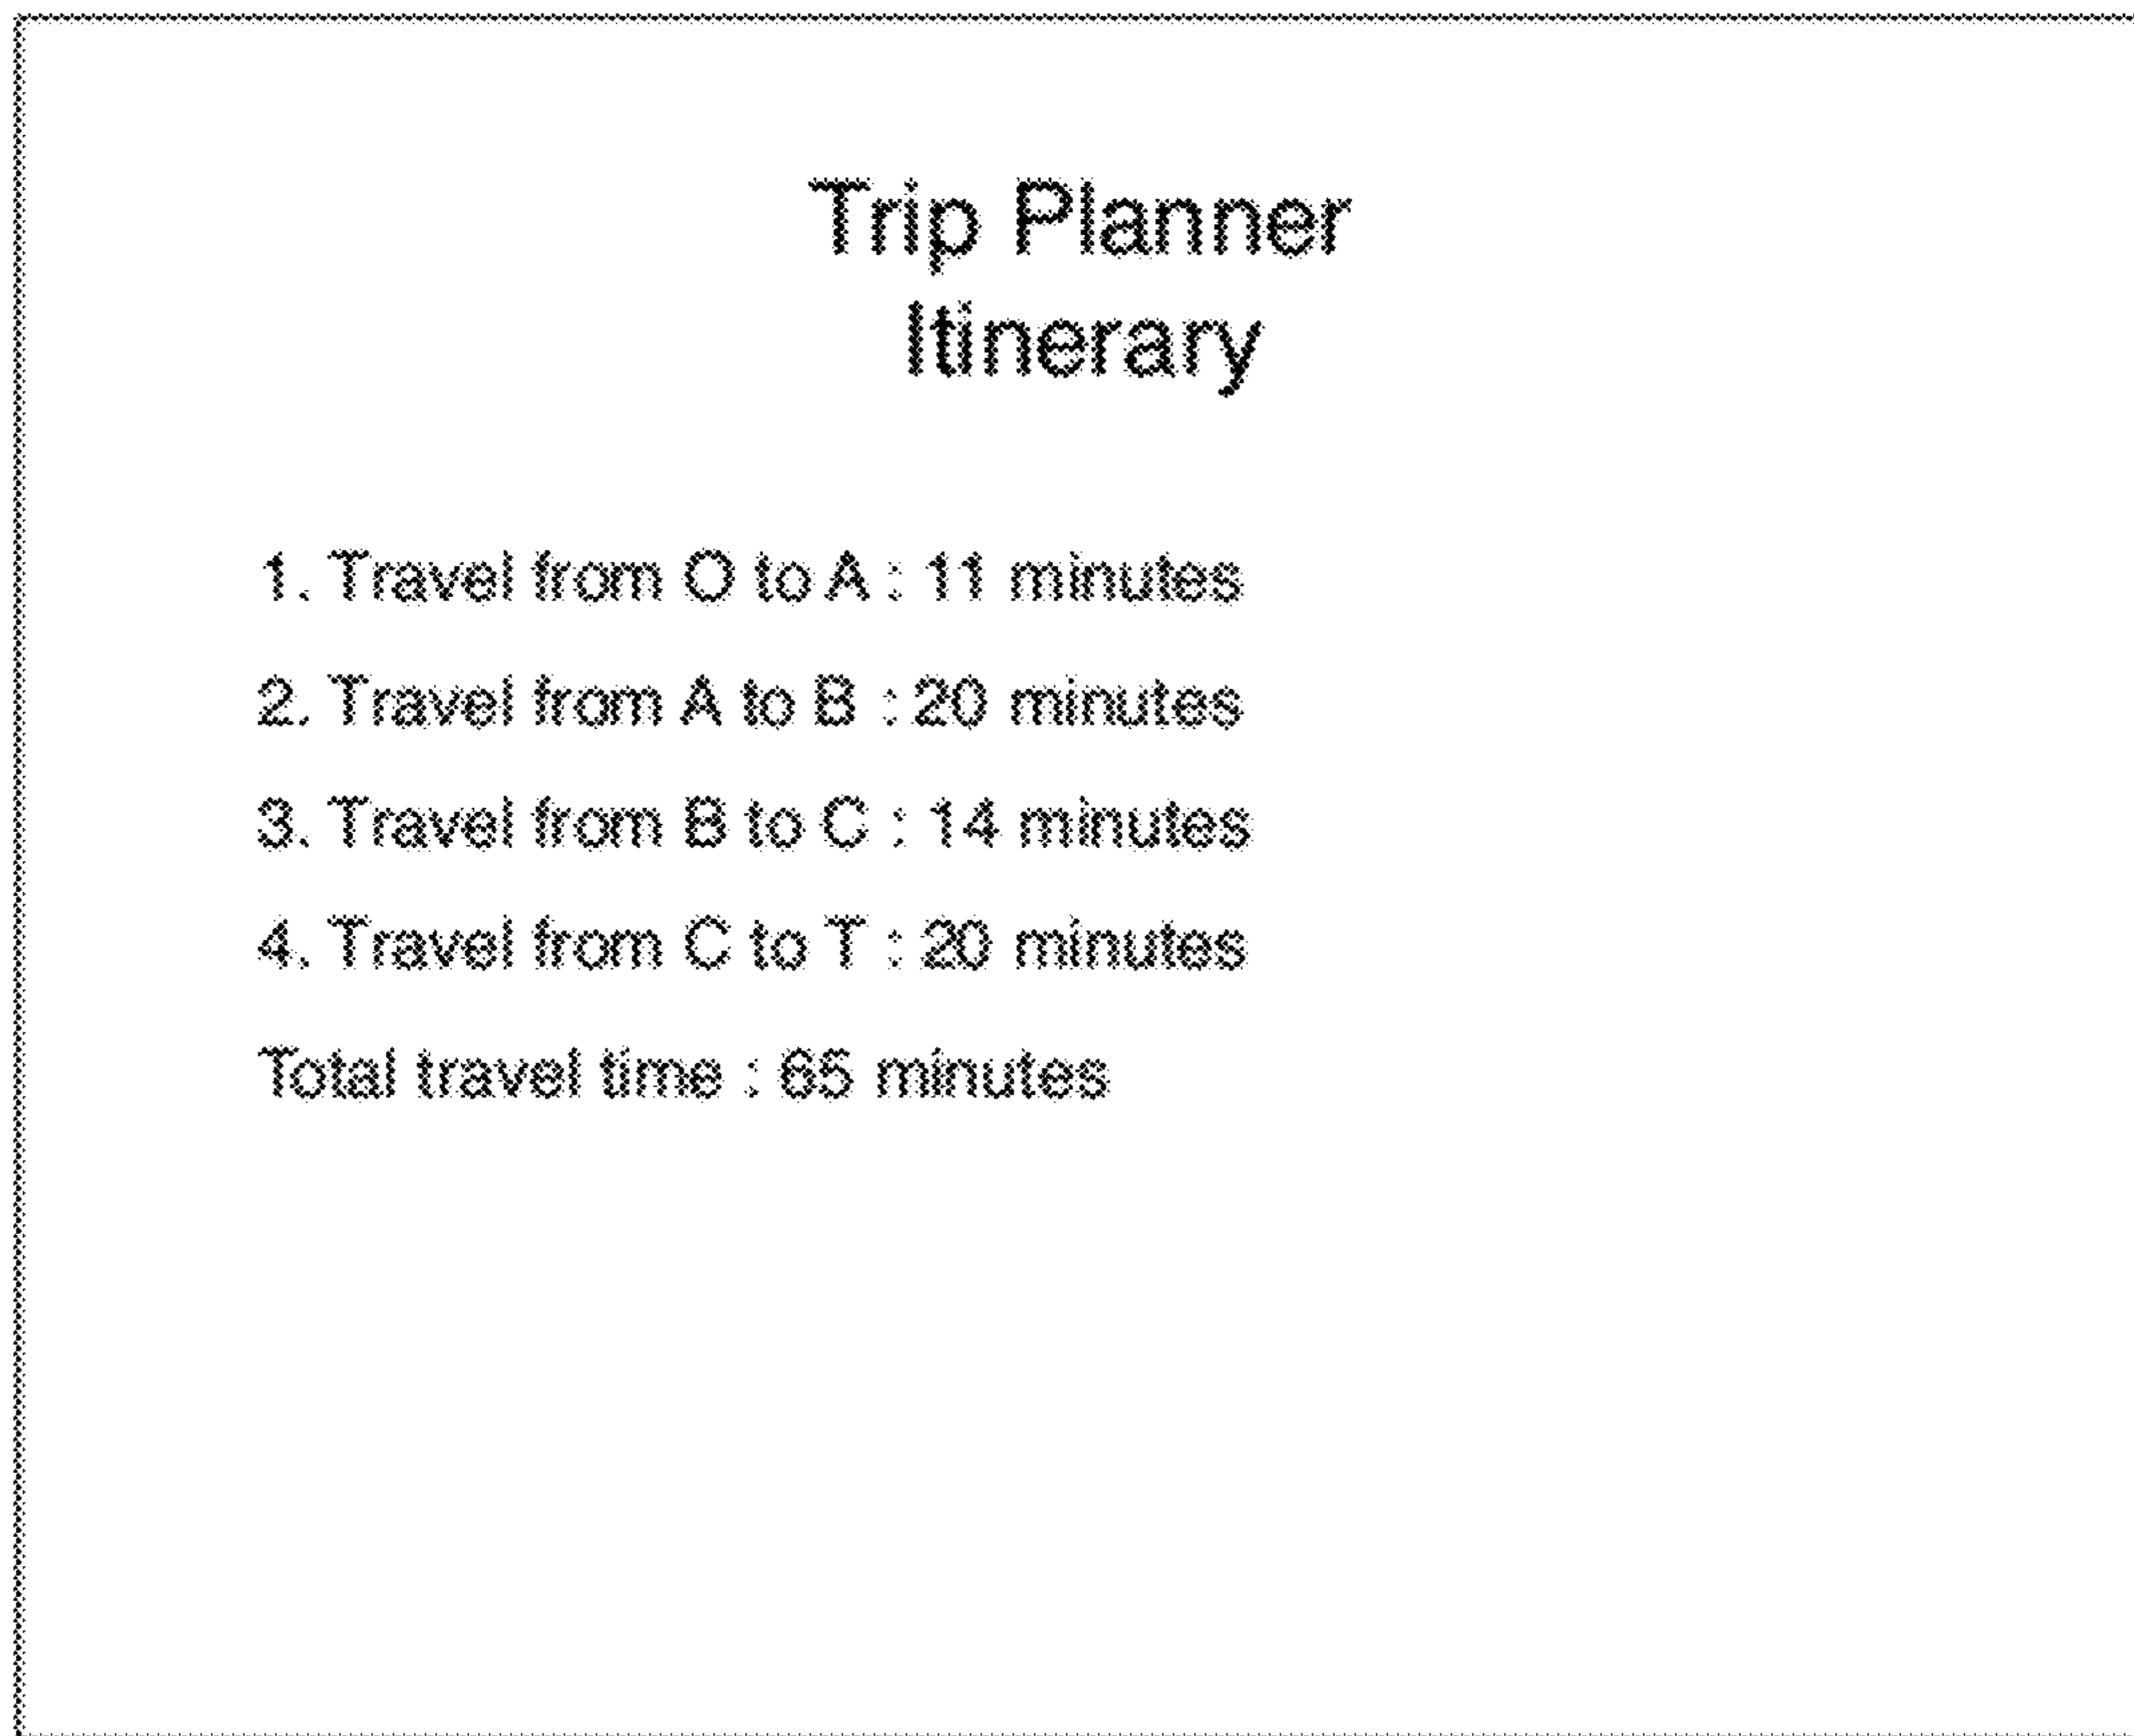 Trip Planner
Itinerary
1. Travel from O to A : 11 minutes
2. Travel from A to B : 20 minutes
3. Travel from B to C : 14 minutes
4. Travel from C to T : 20 minutes
Total travel time : 65 minutes